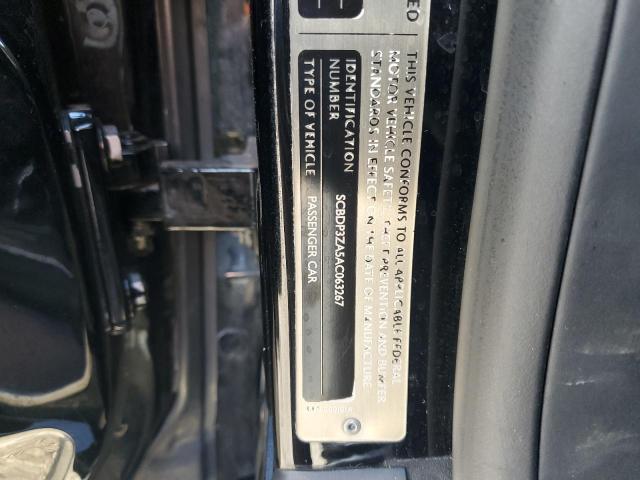 ED
THIS VEHICLE CONFORMS TO ALL APPLICABLE FEDERAL
MOTOR VEHICLE SAFETY, THEFT PREVENTION AND BUMPER
STANDARDS IN EFFECT ON THE DATE OF MANUFACTURE
IDENTIFICATION
NUMBER SCBDP3ZA5AC063267
TYPE OF VEHICLE PASSENGER CAR